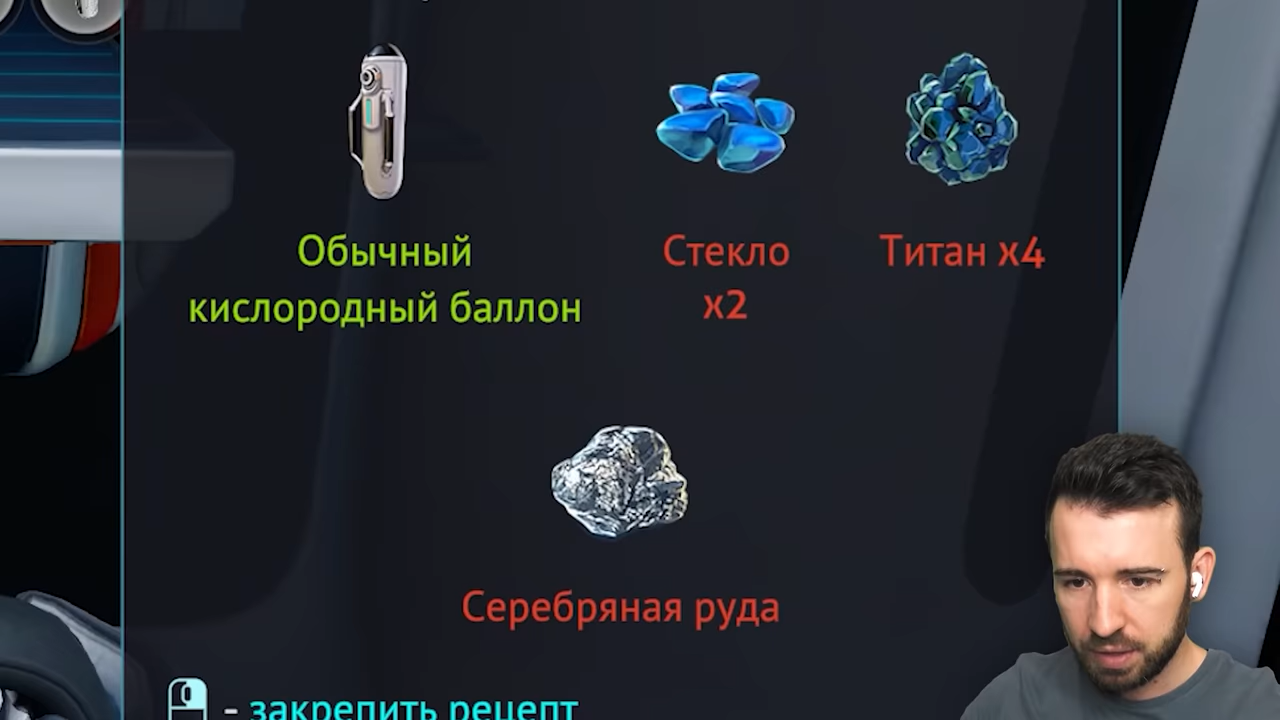 Обычный
кислородный баллон
Стекло
x2
Титан x4
Серебряная руда
- закрепить рецепт